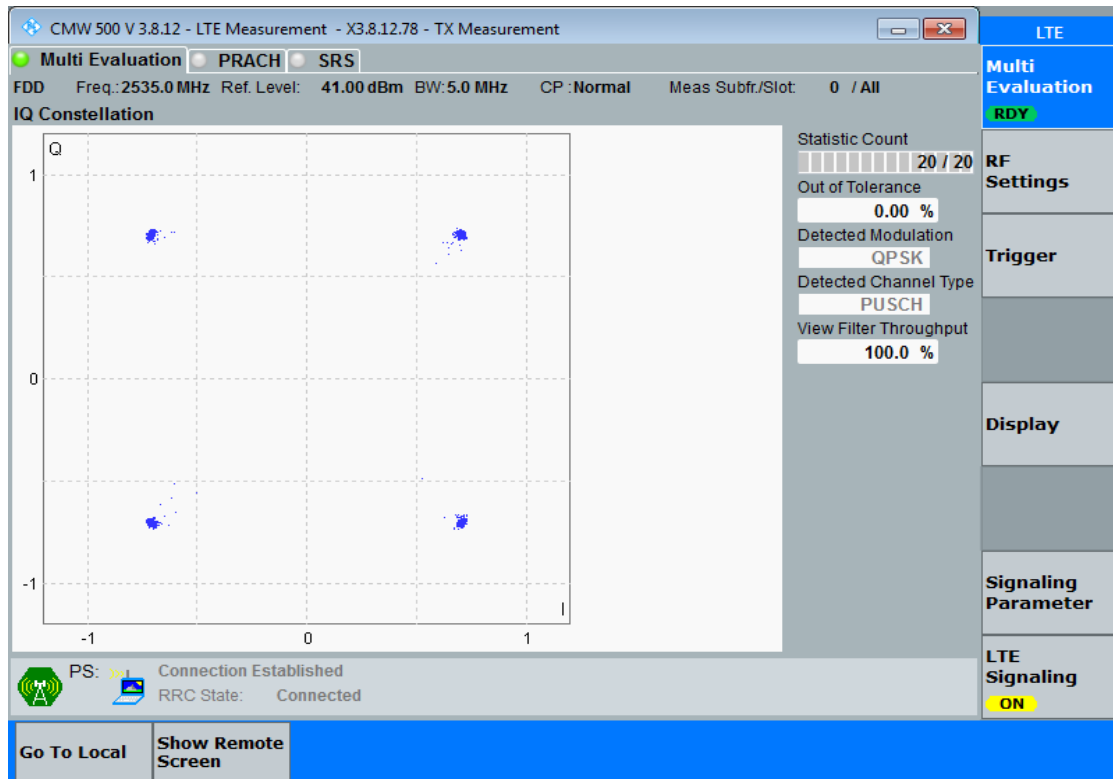 CMW 500 V 3.8.12 - LTE Measurement - X3.8.12.78 - TX Measurement
LTE
Multi Evaluation PRACH SRS
FDD Freq.: 2535.0 MHz Ref. Level: 41.00 dBm BW: 5.0 MHz CP : Normal Meas Subfr./Slot: 0 / All
IQ Constellation
Q
1
0
-1
I
-1 0 1
Statistic Count
20 / 20
Out of Tolerance
0.00 %
Detected Modulation
QPSK
Detected Channel Type
PUSCH
View Filter Throughput
100.0 %
PS:
Connection Established
RRC State: Connected
Multi
Evaluation
RDY
RF
Settings
Trigger
Display
Signaling
Parameter
LTE
Signaling
ON
Go To Local
Show Remote
Screen